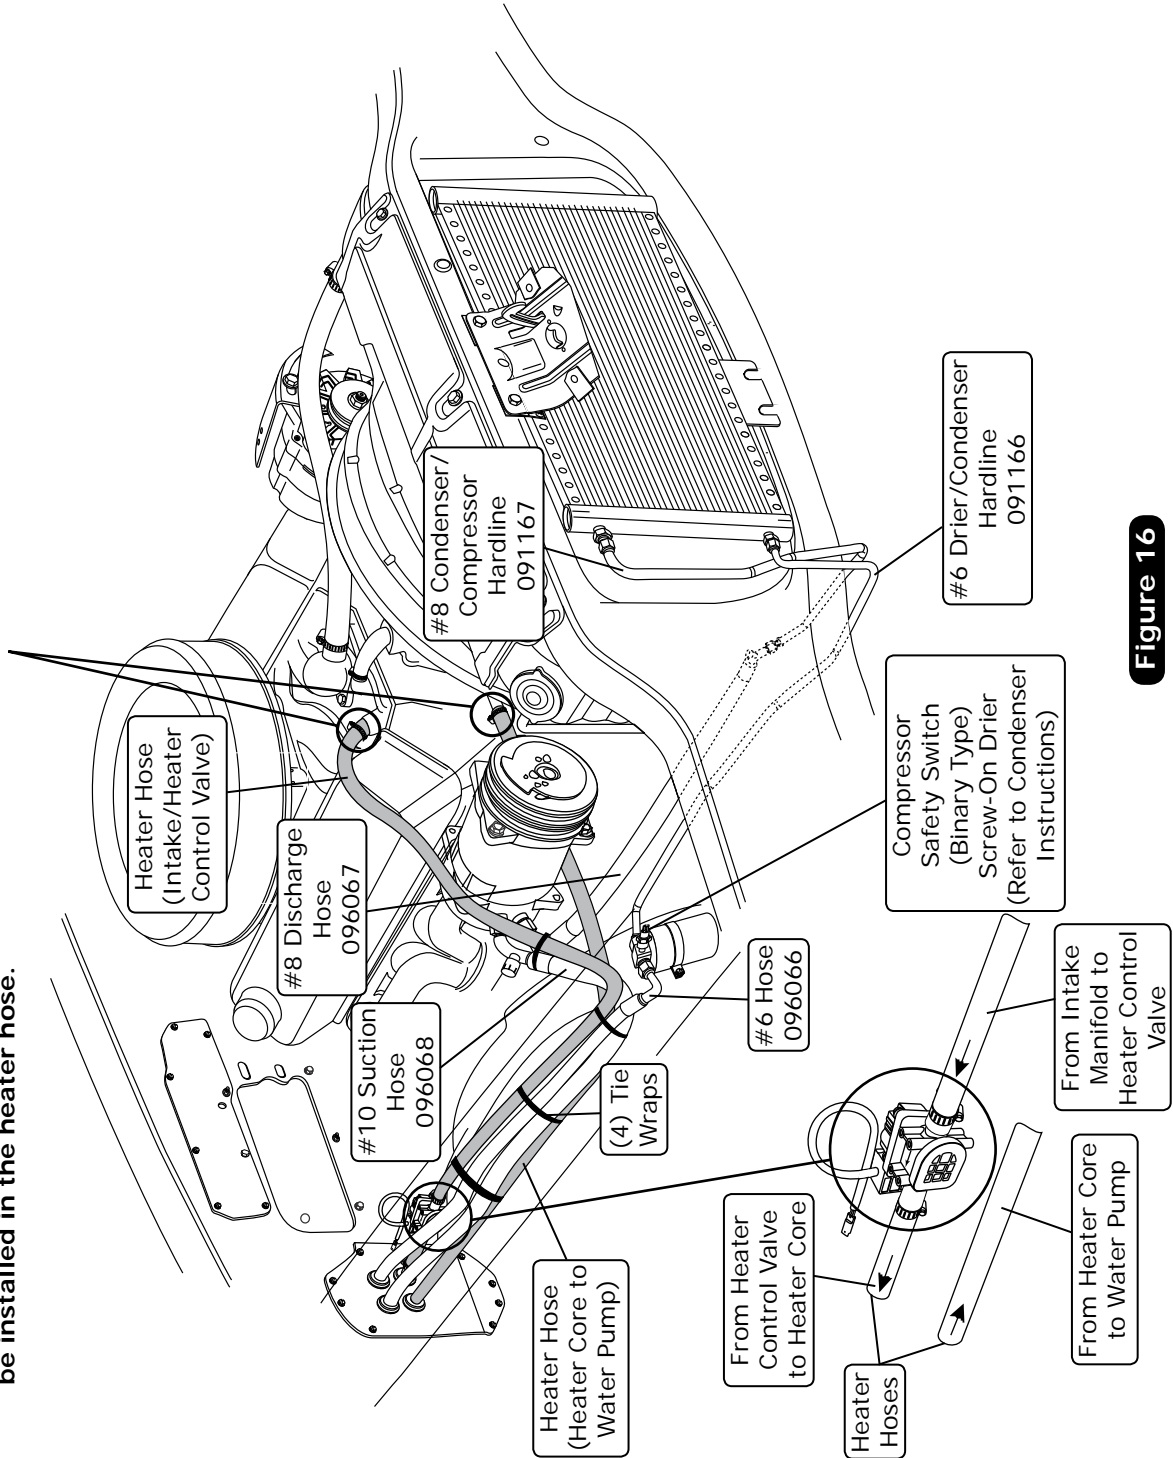 be installed in the heater hose.
Heater Hose
(Intake/Heater
Control Valve)
#8 Discharge
Hose
096067
#10 Suction
Hose
096068
#8 Condenser/
Compressor
Hardline
091167
(4) Tie
Wraps
#6 Hose
096066
Compressor
Safety Switch
(Binary Type)
Screw-On Drier
(Refer to Condenser
Instructions)
#6 Drier/Condenser
Hardline
091166
Heater Hose
(Heater Core to
Water Pump)
From Heater
Control Valve
to Heater Core
Heater
Hoses
From Intake
Manifold to
Heater Control
Valve
From Heater Core
to Water Pump
Figure 16